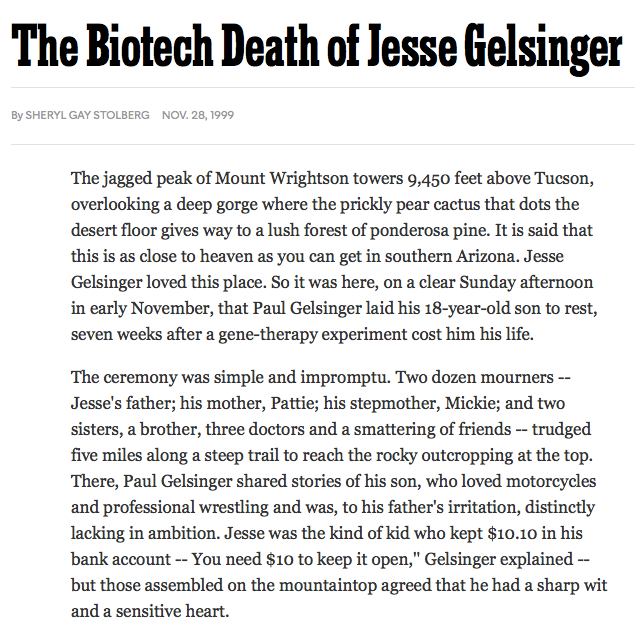 The Biotech Death of Jesse Gelsinger
By SHERYL GAY STOLBERG NOV. 28, 1999
The jagged peak of Mount Wrightson towers 9,450 feet above Tucson,
overlooking a deep gorge where the prickly pear cactus that dots the
desert floor gives way to a lush forest of ponderosa pine. It is said that
this is as close to heaven as you can get in southern Arizona. Jesse
Gelsinger loved this place. So it was here, on a clear Sunday afternoon
in early November, that Paul Gelsinger laid his 18-year-old son to rest,
seven weeks after a gene-therapy experiment cost him his life.
The ceremony was simple and impromptu. Two dozen mourners --
Jesse's father; his mother, Pattie; his stepmother, Mickie; and two
sisters, a brother, three doctors and a smattering of friends -- trudged
five miles along a steep trail to reach the rocky outcropping at the top.
There, Paul Gelsinger shared stories of his son, who loved motorcycles
and professional wrestling and was, to his father's irritation, distinctly
lacking in ambition. Jesse was the kind of kid who kept $10.10 in his
bank account -- You need $10 to keep it open," Gelsinger explained --
but those assembled on the mountaintop agreed that he had a sharp wit
and a sensitive heart.